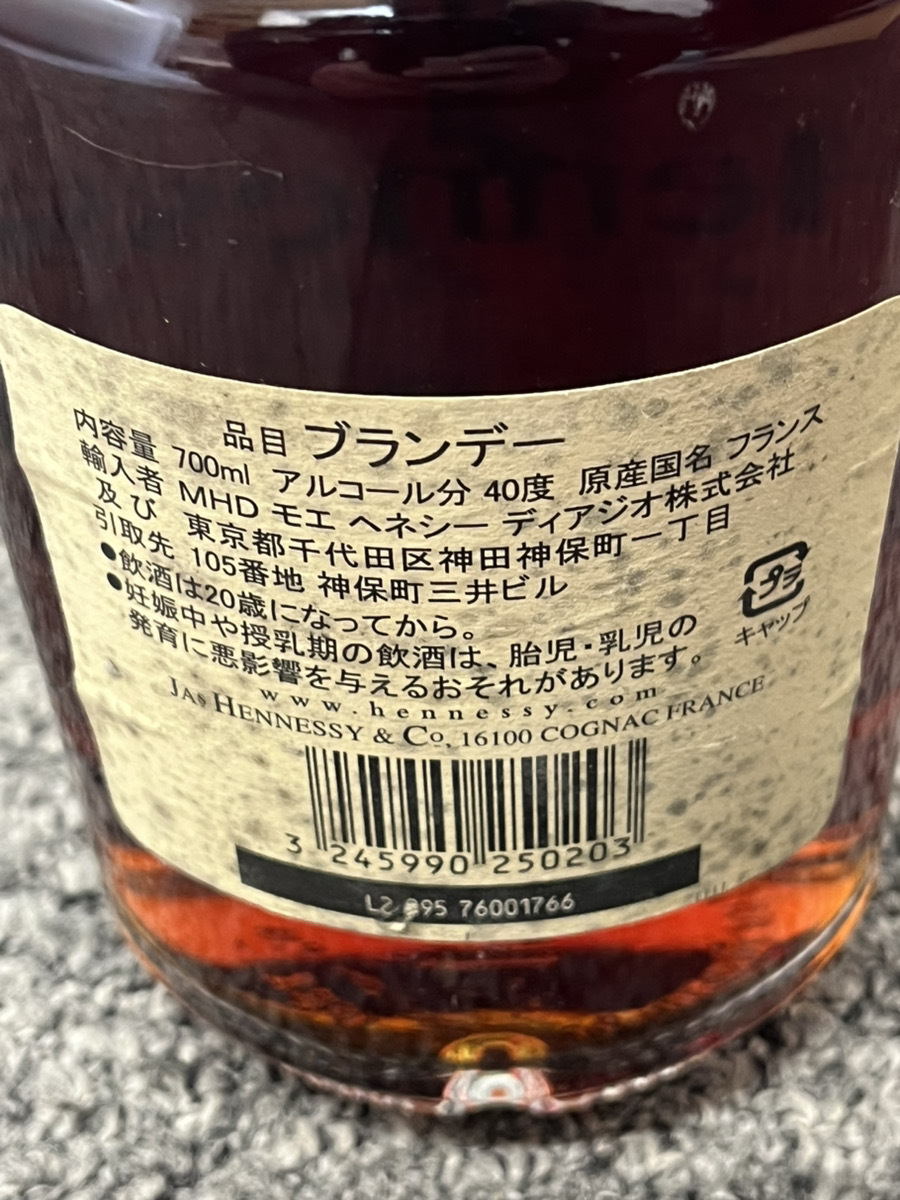 品目 ブランデー
内容量 700ml アルコール分 40度 原産国名 フランス
輸入者 MHD モエ ヘネシー ディアジオ株式会社
及び 東京都千代田区神田神保町一丁目
引取先 105番地 神保町三井ビル
●飲酒は20歳になってから。
●妊娠中や授乳期の飲酒は、胎児・乳児の
発育に悪影響を与えるおそれがあります。
プラ
キャップ
www.hennessy.com
JAS HENNESSY & Co, 16100 COGNAC FRANCE
3 245990 250203
76001766